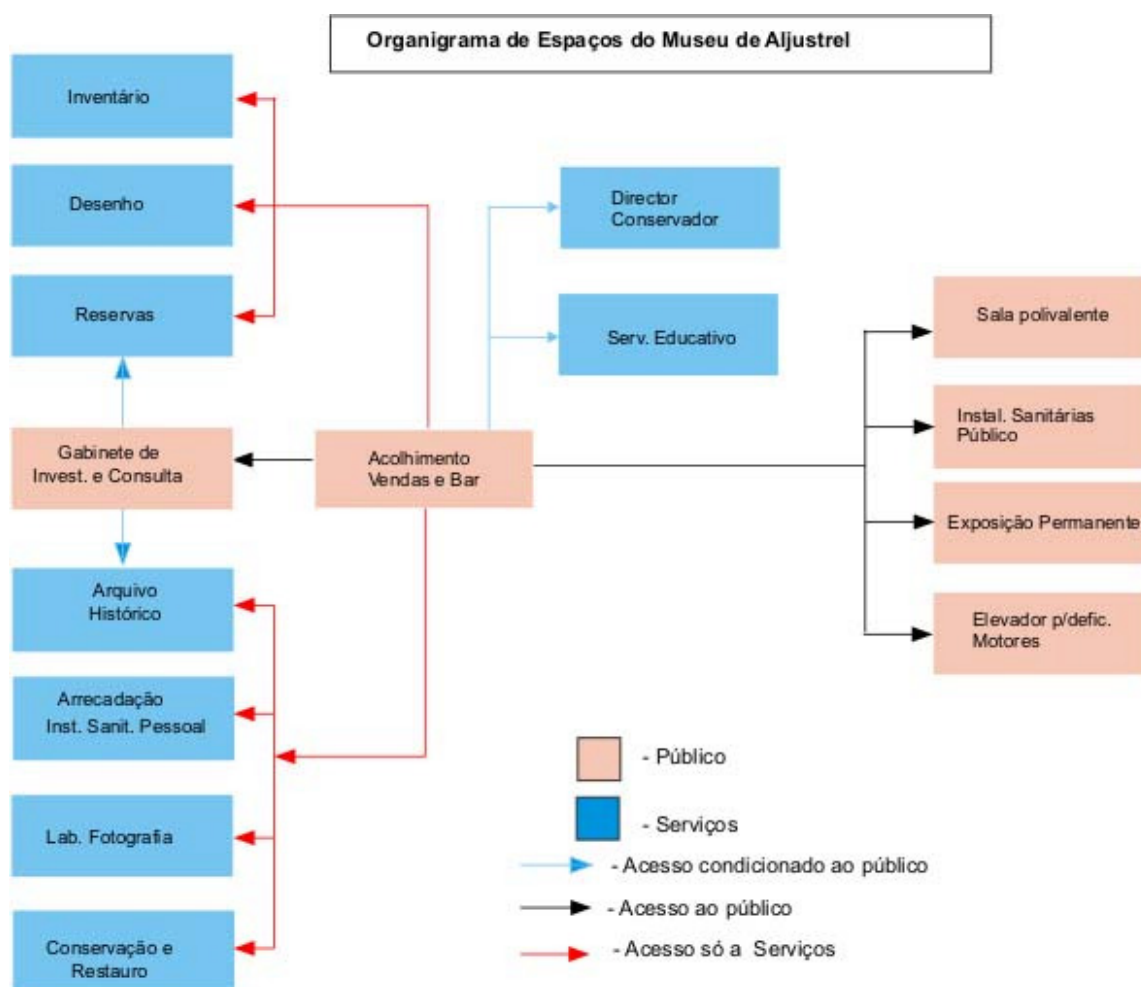 Organigrama de Espaços do Museu de Aljustrel
Inventário
Desenho
Reservas
Gabinete de
Invest. e Consulta
Arquivo
Histórico
Arrecadação
Inst. Sanit. Pessoal
Lab. Fotografia
Conservação e
Restauro
Acolhimento
Vendas e Bar
Director
Conservador
Serv. Educativo
Sala polivalente
Instal. Sanitárias
Público
Exposição Permanente
Elevador p/defic.
Motores
- Público
- Serviços
- Acesso condicionado ao público
- Acesso ao público
- Acesso só a Serviços